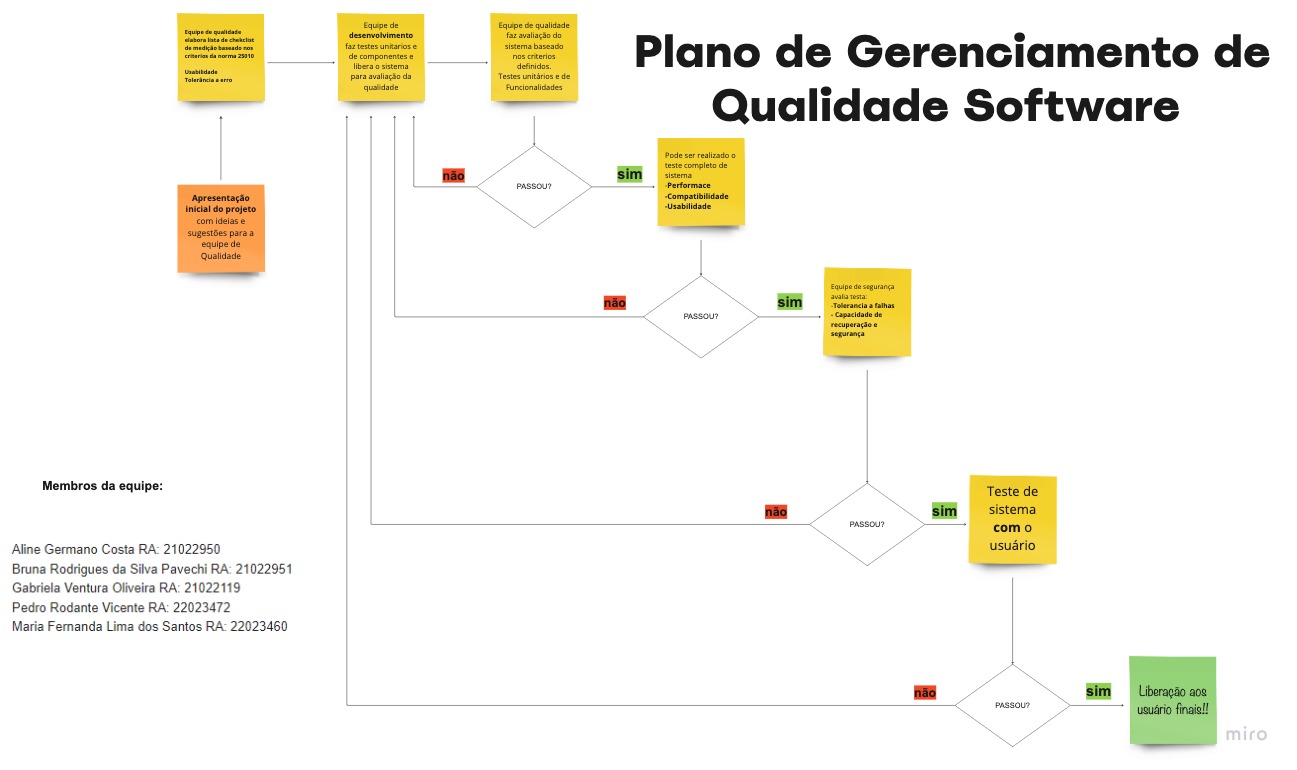 Plano de Gerenciamento de
Qualidade Software
Equipe de qualidade
elabora lista de chekclist
de medição baseado nos
criterios da norma 25010
Usabilidade
Tolerância a erro
Equipe de
desenvolvimento
faz testes unitarios e
de componentes e
libera o sistema
para avaliação da
qualidade
Equipe de qualidade
faz avaliação do
sistema baseado
nos criterios
definidos.
Testes unitários e de
Funcionalidades
Apresentação
inicial do projeto
com ideias e
sugestões para a
equipe de
Qualidade
não
PASSOU?
sim
Pode ser realizado o
teste completo de
sistema
-Performace
-Compatibilidade
-Usabilidade
não
PASSOU?
sim
Equipe de segurança
avalia testa:
-Tolerancia a falhas
- Capacidade de
recuperação e
segurança
não
PASSOU?
sim
Teste de
sistema
com o
usuário
não
PASSOU?
sim
Liberação aos
usuário finais!!
Membros da equipe:
Aline Germano Costa RA: 21022950
Bruna Rodrigues da Silva Pavechi RA: 21022951
Gabriela Ventura Oliveira RA: 21022119
Pedro Rodante Vicente RA: 22023472
Maria Fernanda Lima dos Santos RA: 22023460
miro